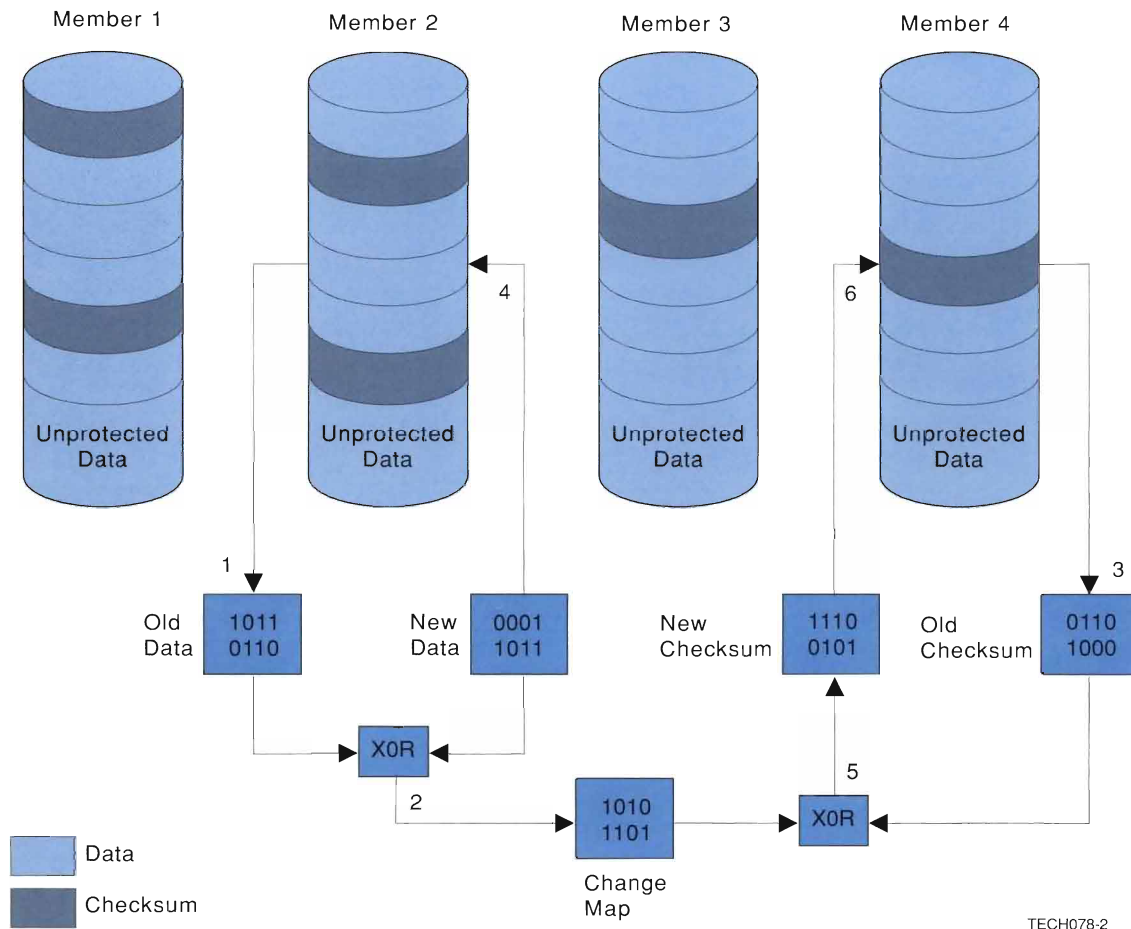 Member 1
Member 2
Member 3
Member 4
4
6
Unprotected
Data
Unprotected
Data
Unprotected
Data
Unprotected
Data
1
3
Old
Data
1011
0110
New
Data
0001
1011
New
Checksum
1110
0101
Old
Checksum
0110
1000
X0R
2
5
1010
1101
X0R
Change
Map
Data
Checksum
TECH078-2